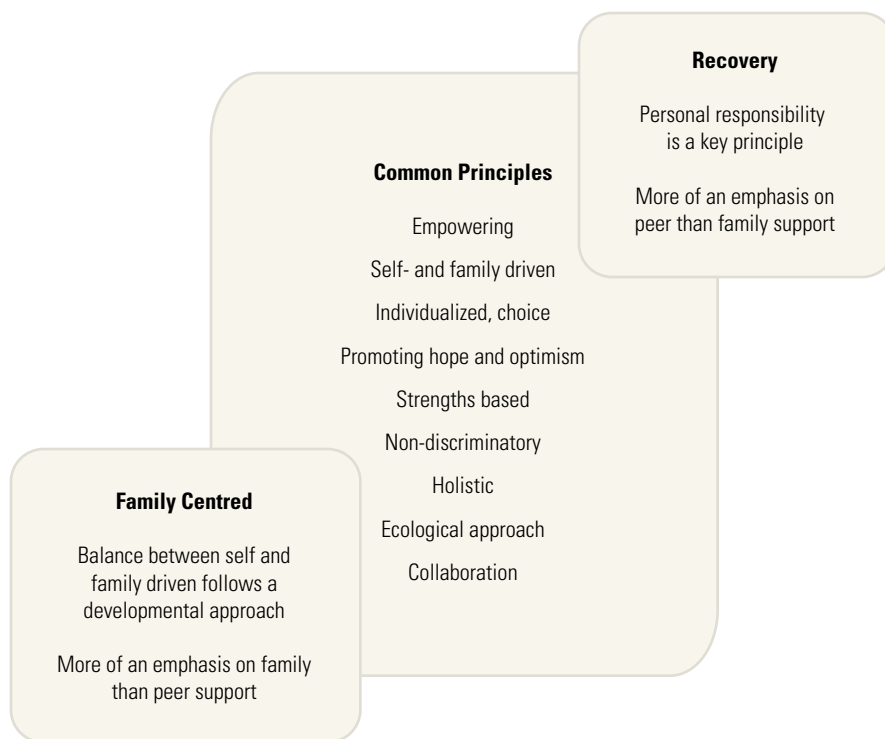 Recovery
Personal responsibility
is a key principle
More of an emphasis on
peer than family support
Common Principles
Empowering
Self- and family driven
Individualized, choice
Promoting hope and optimism
Strengths based
Non-discriminatory
Holistic
Ecological approach
Collaboration
Family Centred
Balance between self and
family driven follows a
developmental approach
More of an emphasis on family
than peer support